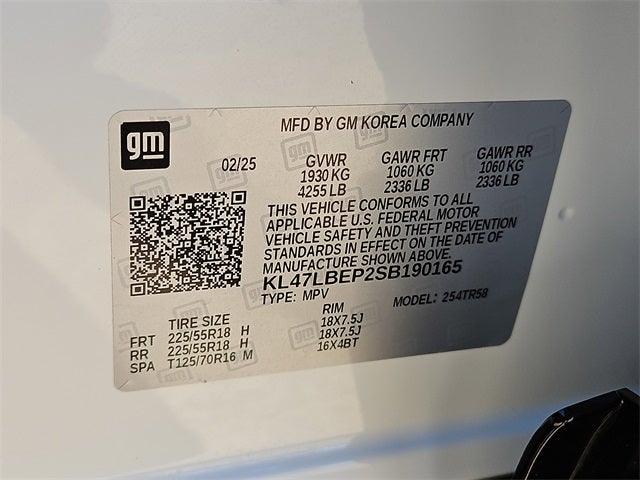 gm
MFD BY GM KOREA COMPANY
02/25 GVWR GAWR FRT GAWR RR
1930 KG 1060 KG 1060 KG
4255 LB 2336 LB 2336 LB
THIS VEHICLE CONFORMS TO ALL
APPLICABLE U.S. FEDERAL MOTOR
VEHICLE SAFETY AND THEFT PREVENTION
STANDARDS IN EFFECT ON THE DATE OF
MANUFACTURE SHOWN ABOVE.
KL47LBEP2SB190165
TYPE: MPV MODEL: 254TR58
TIRE SIZE RIM
FRT 225/55R18 H 18X7.5J
RR 225/55R18 H 18X7.5J
SPA T125/70R16 M 16X4BT